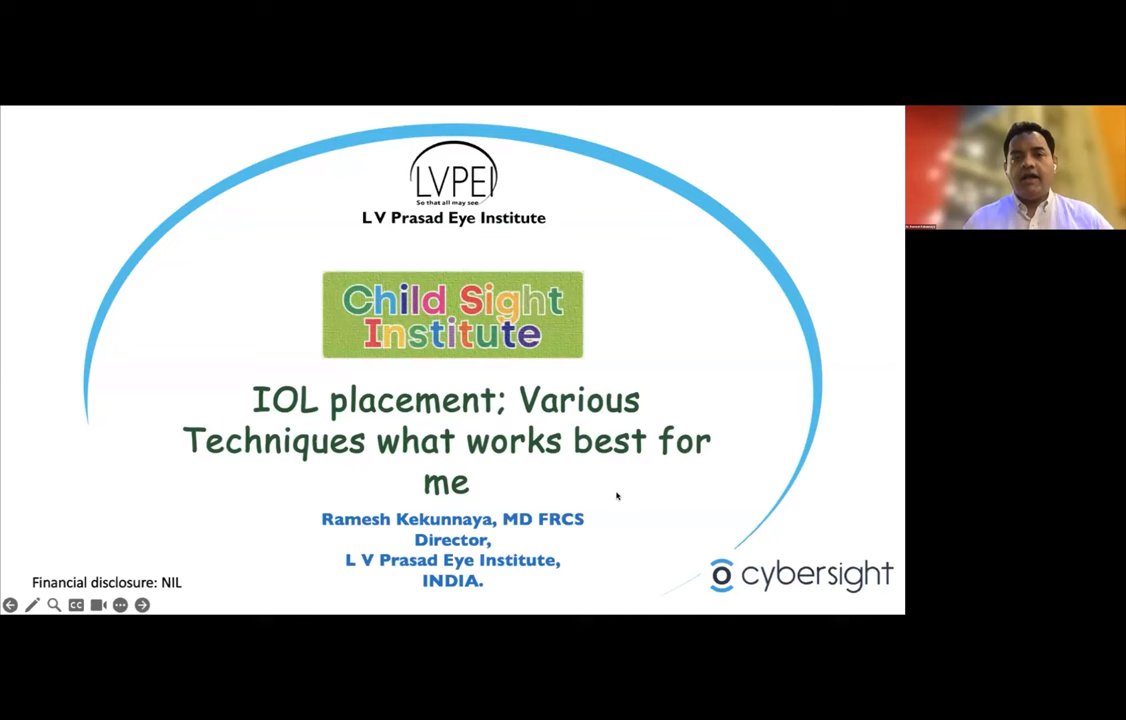 LVPEI
So that all may see
L V Prasad Eye Institute
Child Sight
Institute
IOL placement; Various
Techniques what works best for
me
Ramesh Kekunnaya, MD FRCS
Director,
L V Prasad Eye Institute,
INDIA.
Financial disclosure: NIL
cybersight
CC